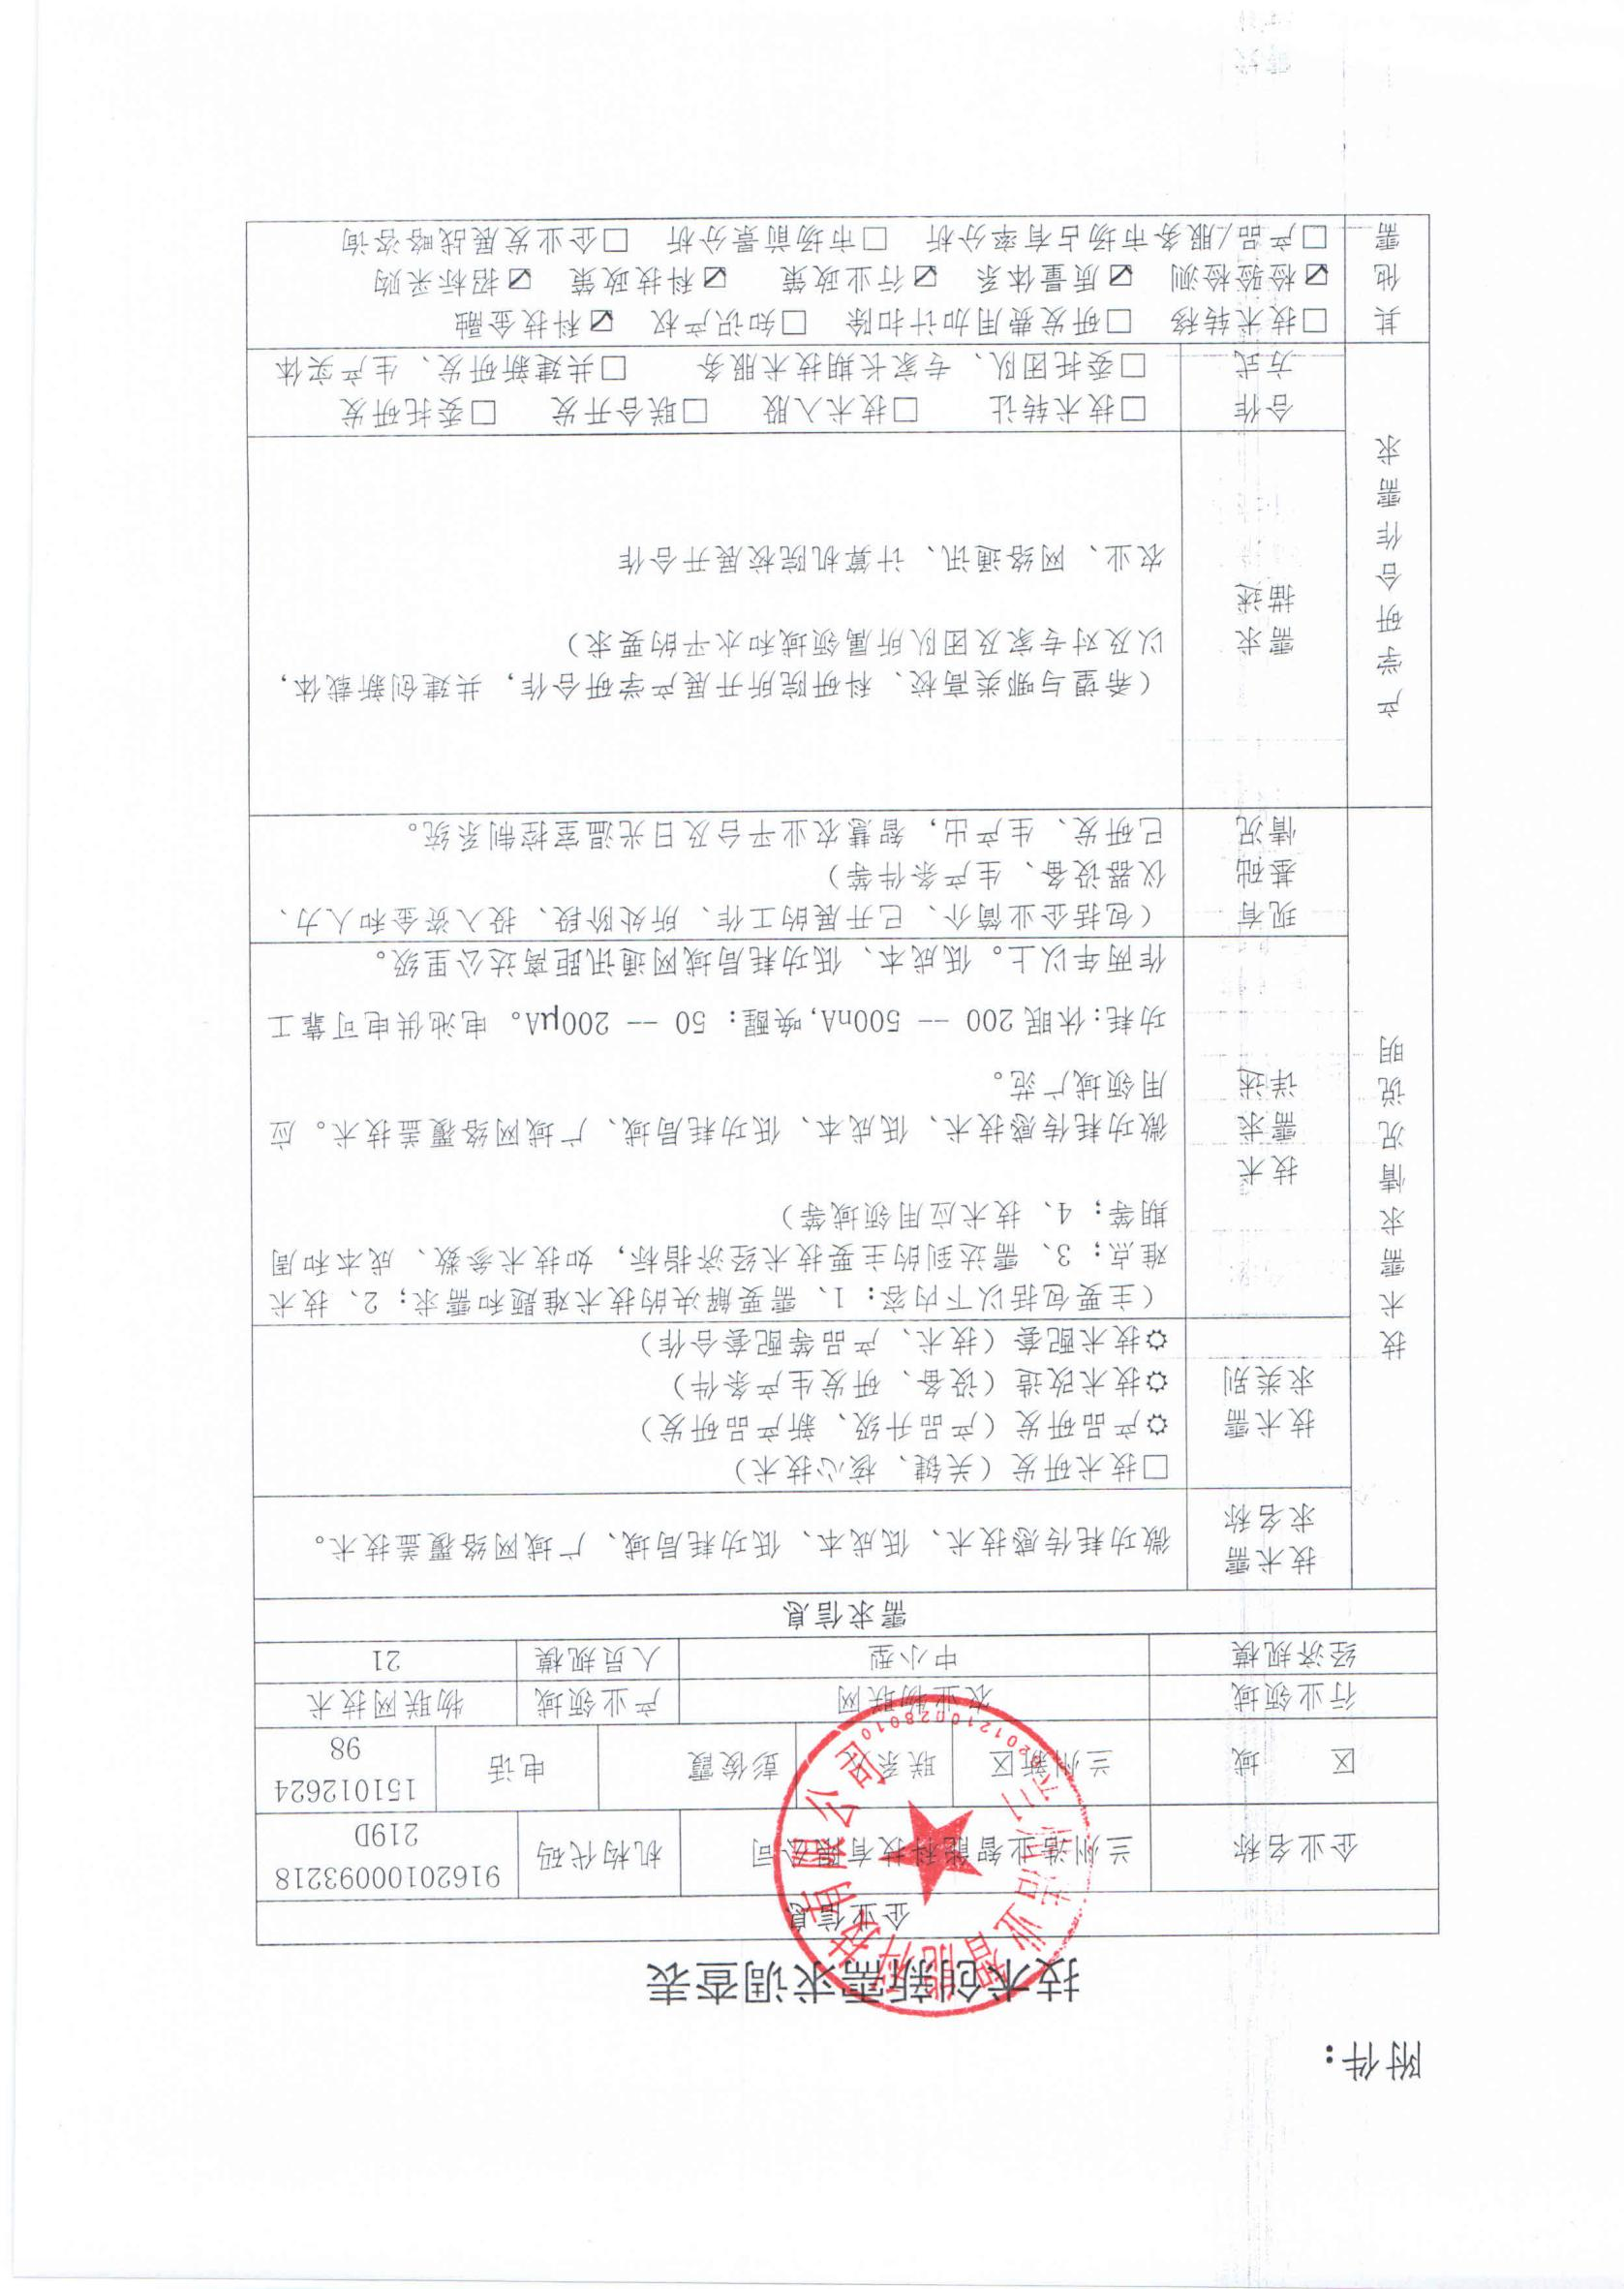 附件：
技术创新需求调查表
企业信息
企业名称 兰州浩业智能科技有限公司 机构代码 91620100093218219D
区 域 兰州新区 联系人 彭俊霞 电话 15101262498
行业领域 农业物联网 产业领域 物联网技术
经济规模 中小型 人员规模 21
需求信息
技术需求情况说明
技术需求名称
微功耗传感技术、低成本、低功耗局域、广域网络覆盖技术。
技术需求类别
□技术研发（关键、核心技术）
✿产品研发（产品升级、新产品研发）
✿技术改造（设备、研发生产条件）
✿技术配套（技术、产品等配套合作）
技术需求详述
（主要包括以下内容：1、需要解决的技术难题和需求；2、技术
难点；3、需达到的主要技术经济指标，如技术参数、成本和周
期等；4、技术应用领域等）
微功耗传感技术、低成本、低功耗局域、广域网络覆盖技术。应
用领域广范。
功耗:休眠 200 — 500nA,唤醒：50 — 200μA。电池供电可靠工
作两年以上。低成本、低功耗局域网通讯距离达公里级。
现有基础情况
（包括企业简介、已开展的工作、所处阶段、投入资金和人力、
仪器设备、生产条件等）
已研发、生产出，智慧农业平台及日光温室控制系统。
产学研合作需求
需求描述
（希望与哪类高校、科研院所开展产学研合作，共建创新载体，
以及对专家及团队所属领域和水平的要求）
农业、网络通讯、计算机院校展开合作
合作方式
□技术转让 □技术入股 □联合开发 □委托研发
□委托团队、专家长期技术服务 □共建新研发、生产实体
其他需
□技术转移 □研发费用加计扣除 □知识产权 ☑科技金融
☑检验检测 ☑质量体系 ☑行业政策 ☑科技政策 ☑招标采购
□产品/服务市场占有率分析 □市场前景分析 □企业发展战略咨询